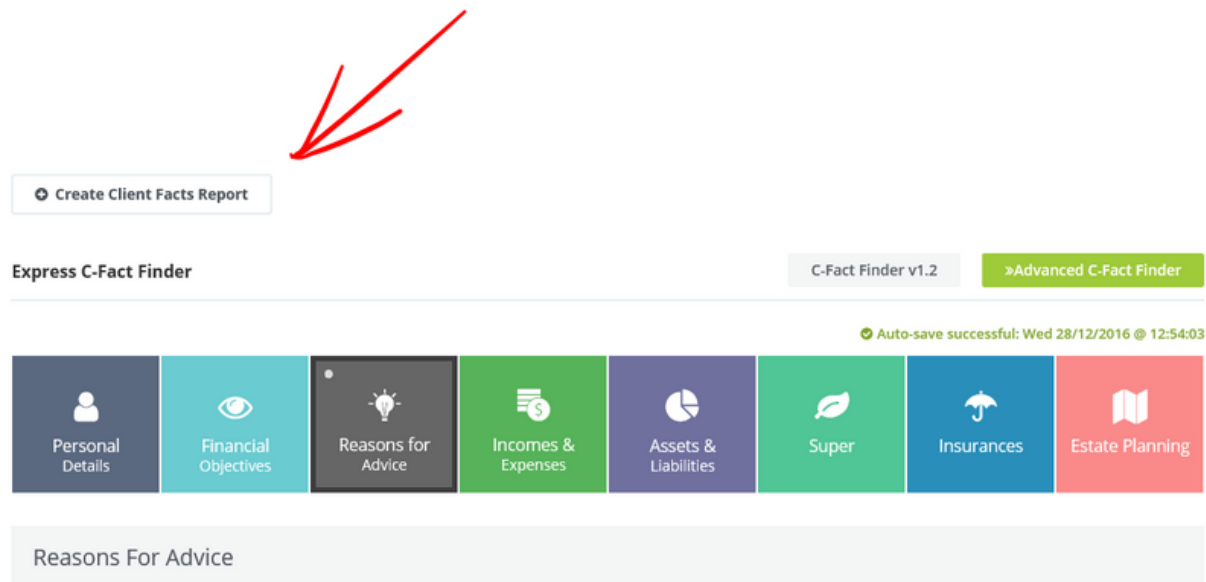 Create Client Facts Report
Express C-Fact Finder
C-Fact Finder v1.2
»Advanced C-Fact Finder
Auto-save successful: Wed 28/12/2016 @ 12:54:03
Personal
Details
Financial
Objectives
Reasons for
Advice
Incomes &
Expenses
Assets &
Liabilities
Super
Insurances
Estate Planning
Reasons For Advice